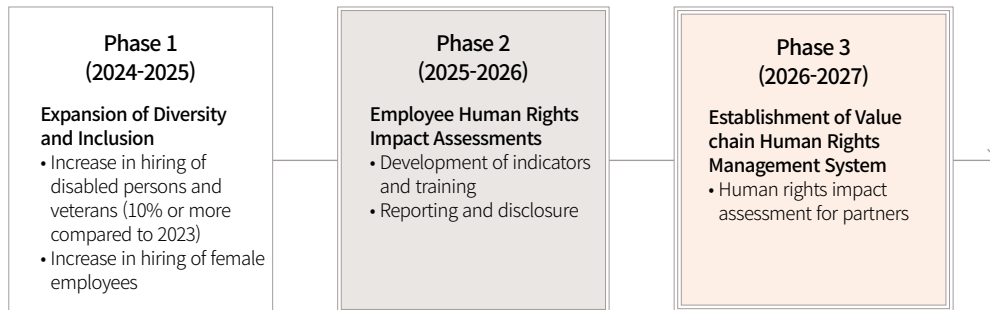 Phase 1
(2024-2025)
Expansion of Diversity
and Inclusion
• Increase in hiring of
disabled persons and
veterans (10% or more
compared to 2023)
• Increase in hiring of female
employees
Phase 2
(2025-2026)
Employee Human Rights
Impact Assessments
• Development of indicators
and training
• Reporting and disclosure
Phase 3
(2026-2027)
Establishment of Value
chain Human Rights
Management System
• Human rights impact
assessment for partners